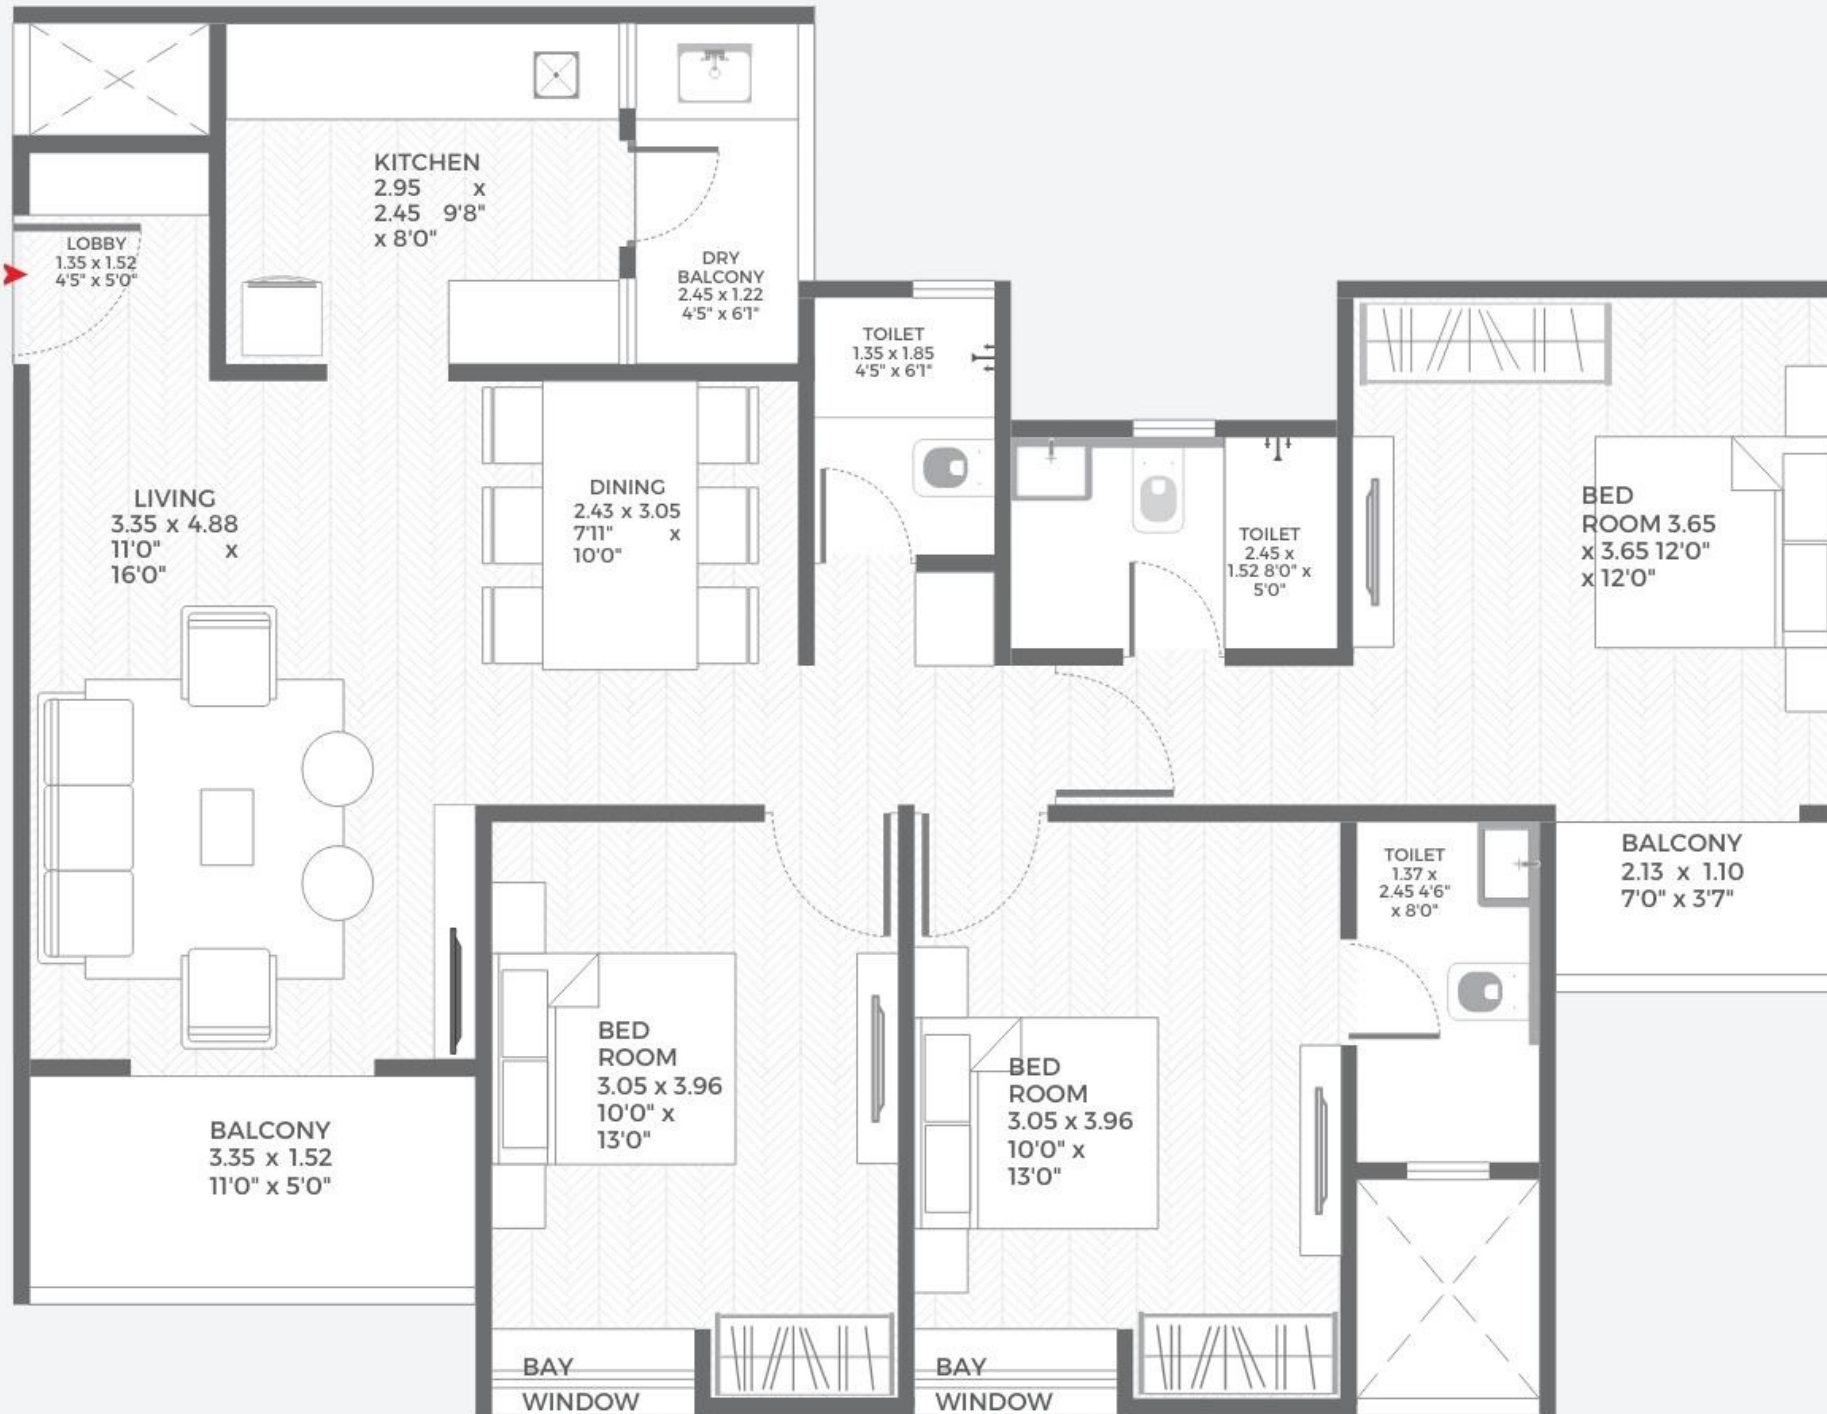 KITCHEN
2.95 x
2.45 9'8"
x 8'0"
LOBBY
1.35 x 1.52
4'5" x 5'0"
DRY
BALCONY
2.45 x 1.22
4'5" x 6'1"
TOILET
1.35 x 1.85
4'5" x 6'1"
LIVING
3.35 x 4.88
11'0" x
16'0"
DINING
2.43 x 3.05
7'11" x
10'0"
TOILET
2.45 x
1.52 8'0" x
5'0"
BED
ROOM 3.65
x 3.65 12'0"
x 12'0"
TOILET
1.37 x
2.45 4'6"
x 8'0"
BALCONY
2.13 x 1.10
7'0" x 3'7"
BED
ROOM
3.05 x 3.96
10'0" x
13'0"
BED
ROOM
3.05 x 3.96
10'0" x
13'0"
BALCONY
3.35 x 1.52
11'0" x 5'0"
BAY
WINDOW
BAY
WINDOW